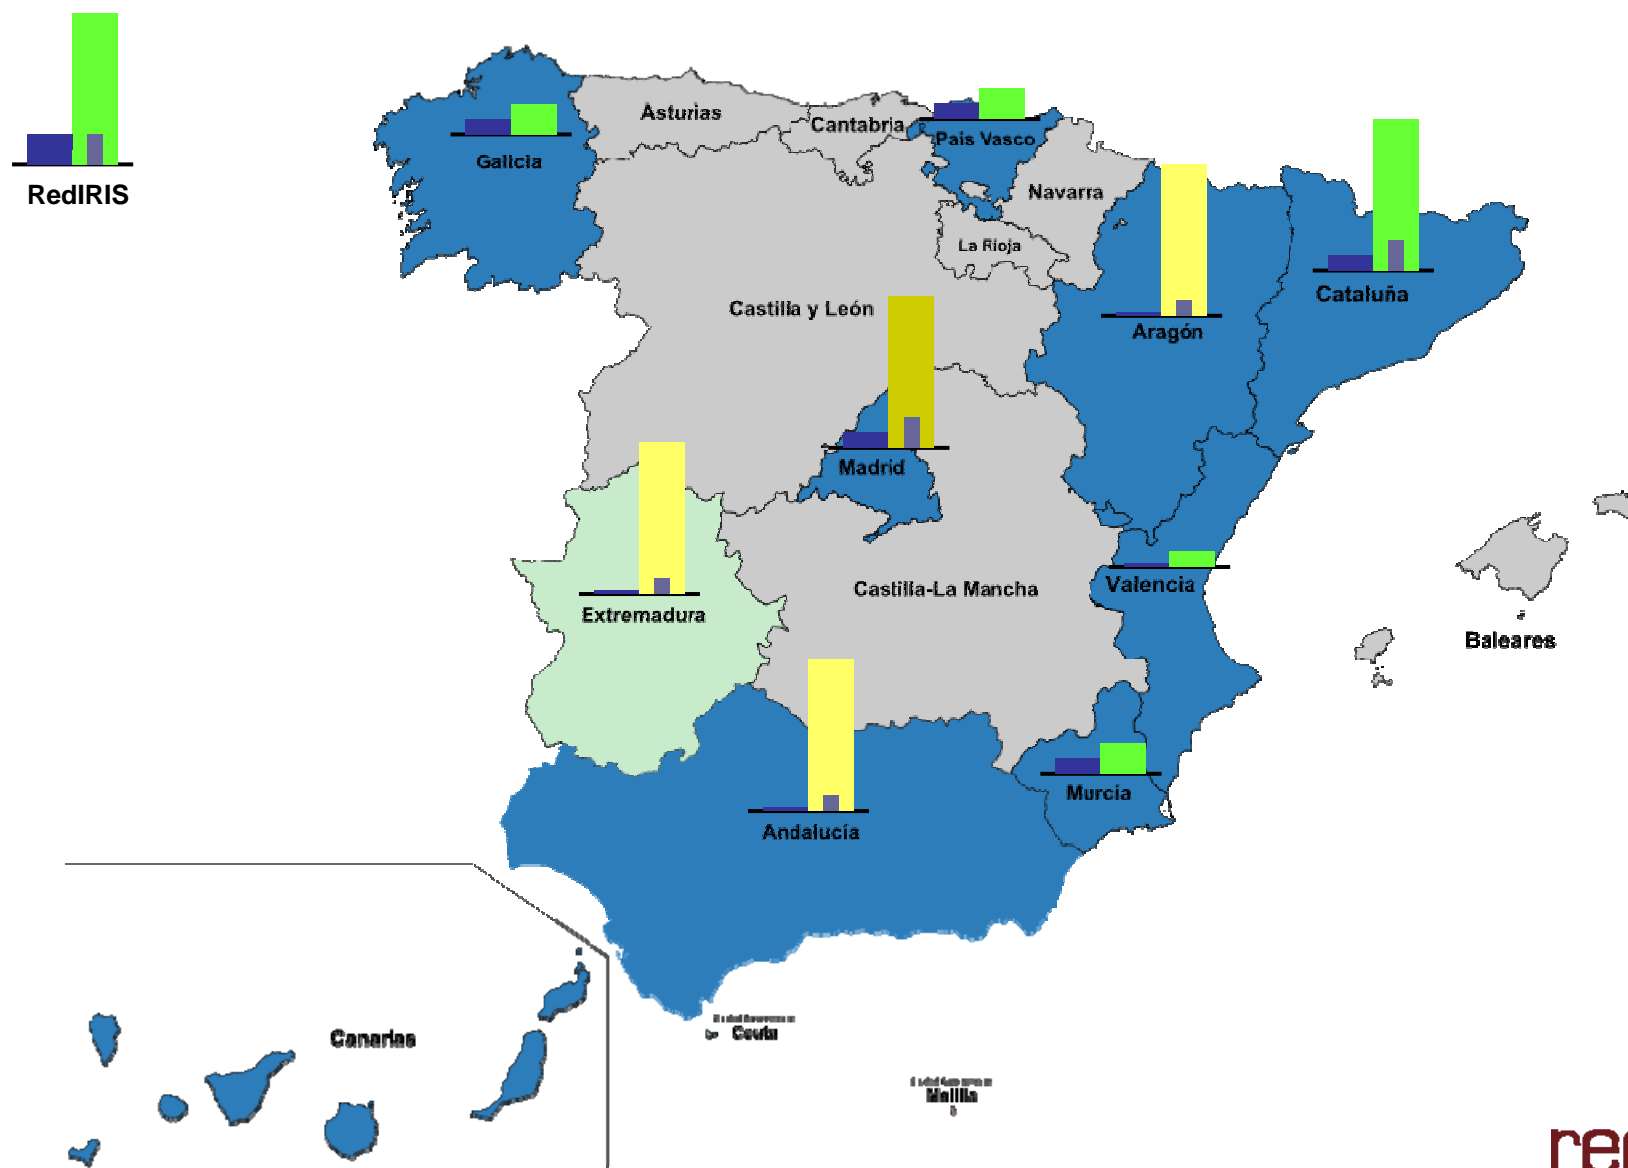 Asturias
Cantabria
País Vasco
Galicia
RedIRIS
Navarra
La Rioja
Cataluña
Castilla y León
Aragón
Madrid
Valencia
Castilla-La Mancha
Extremadura
Baleares
Murcia
Andalucía
Ceuta
Canarias
Melilla